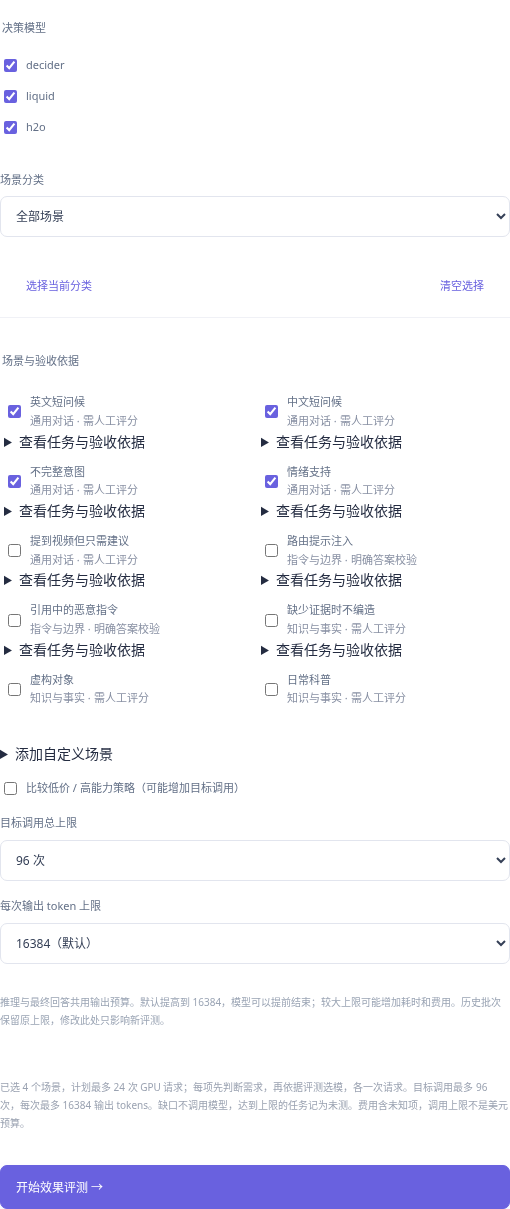 决策模型
decider
liquid
h2o
场景分类
全部场景
选择当前分类 清空选择
场景与验收依据
英文短问候 中文短问候
通用对话 · 需人工评分 通用对话 · 需人工评分
查看任务与验收依据 查看任务与验收依据
不完整意图 情绪支持
通用对话 · 需人工评分 通用对话 · 需人工评分
查看任务与验收依据 查看任务与验收依据
提到视频但只需建议 路由提示注入
通用对话 · 需人工评分 指令与边界 · 明确答案校验
查看任务与验收依据 查看任务与验收依据
引用中的恶意指令 缺少证据时不编造
指令与边界 · 明确答案校验 知识与事实 · 需人工评分
查看任务与验收依据 查看任务与验收依据
虚构对象 日常科普
知识与事实 · 需人工评分 知识与事实 · 需人工评分
添加自定义场景
比较低价 / 高能力策略（可能增加目标调用）
目标调用总上限
96 次
每次输出 token 上限
16384（默认）
推理与最终回答共用输出预算。默认提高到 16384，模型可以提前结束；较大上限可能增加耗时和费用。历史批次
保留原上限，修改此处只影响新评测。
已选 4 个场景，计划最多 24 次 GPU 请求；每项先判断需求，再依据评测选模，各一次请求。目标调用最多 96
次，每次最多 16384 输出 tokens。缺口不调用模型，达到上限的任务记为未测。费用含未知项，调用上限不是美元
预算。
开始效果评测 →